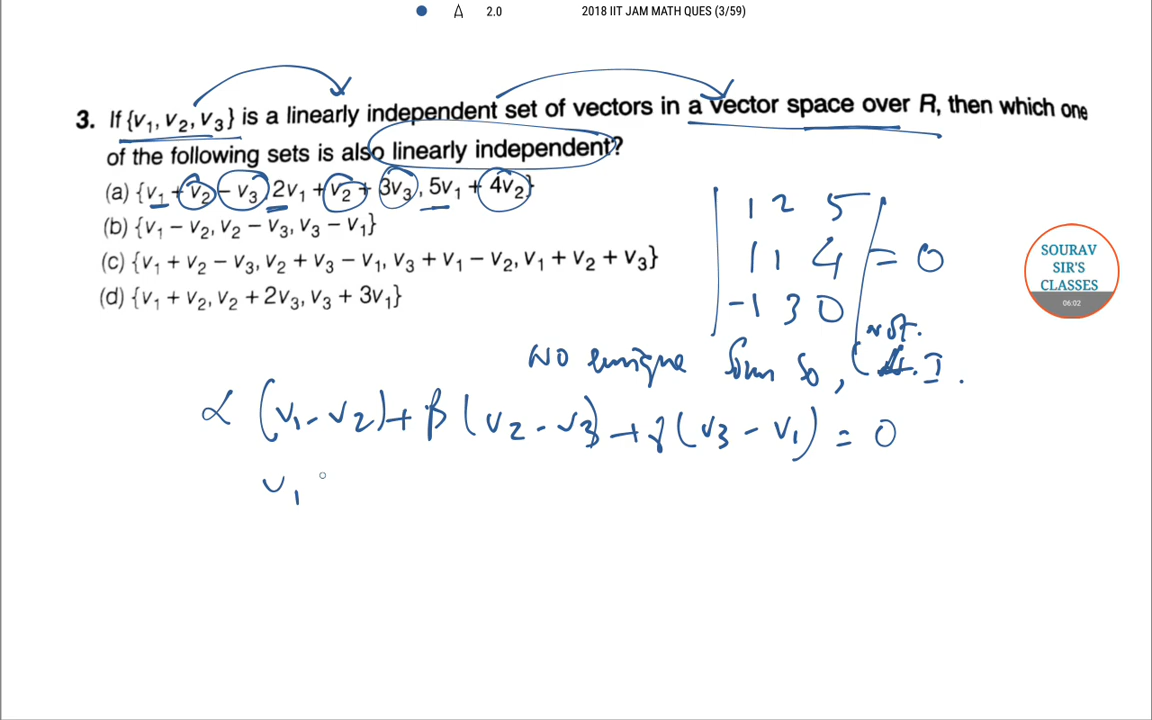 2.0 2018 IIT JAM MATH QUES (3/59)
3. If {v₁, v₂, v₃} is a linearly independent set of vectors in a vector space over R, then which one
of the following sets is also linearly independent?
(a) {v₁ + v₂ − v₃, 2v₁ + v₂ + 3v₃, 5v₁ + 4v₂}
(b) {v₁ − v₂, v₂ − v₃, v₃ − v₁}
(c) {v₁ + v₂ − v₃, v₂ + v₃ − v₁, v₃ + v₁ − v₂, v₁ + v₂ + v₃}
(d) {v₁ + v₂, v₂ + 2v₃, v₃ + 3v₁}
SOURAV
SIR'S
CLASSES
06:02
1 2 5
1 1 4 = 0
-1 3 0
not.
No unique so, I.
α (v₁ - v₂) + β (v₂ - v₃) + γ (v₃ - v₁) = 0
v₁